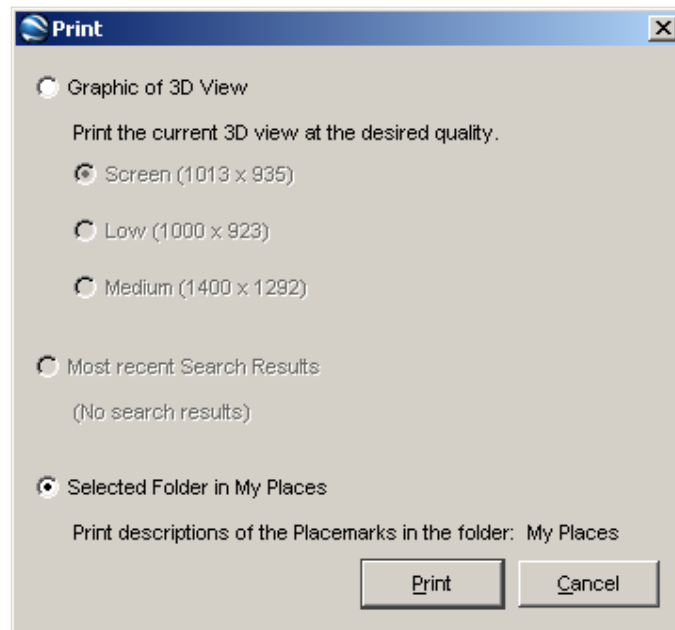 Print
Graphic of 3D View
Print the current 3D view at the desired quality.
Screen (1013 x 935)
Low (1000 x 923)
Medium (1400 x 1292)
Most recent Search Results
(No search results)
Selected Folder in My Places
Print descriptions of the Placemarks in the folder: My Places
Print Cancel